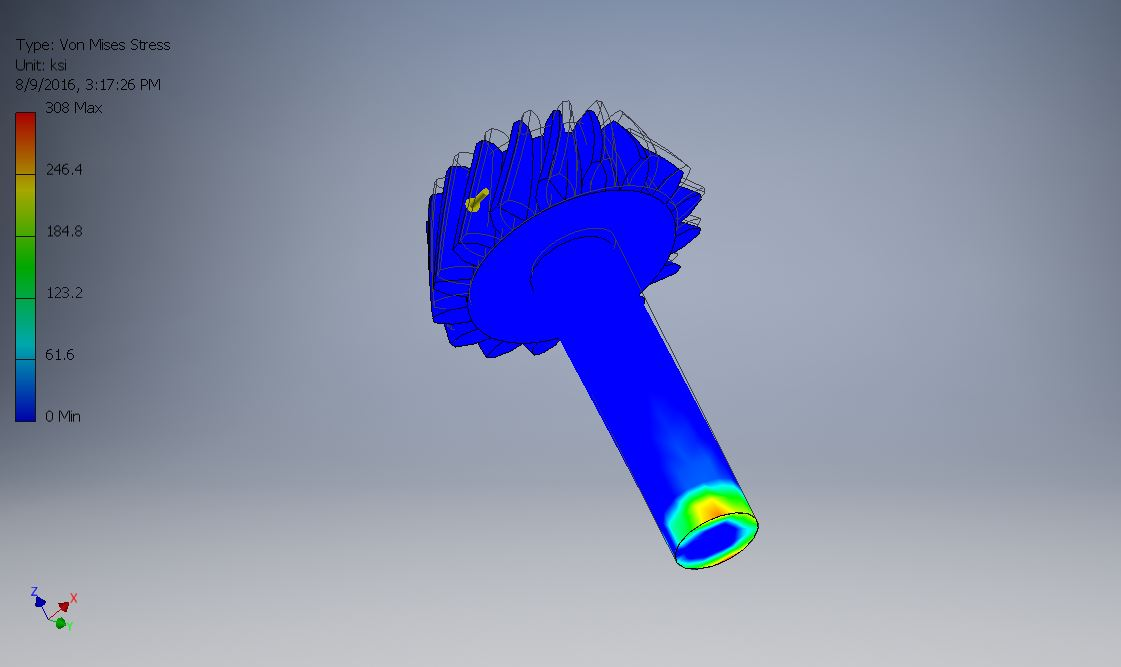 Type: Von Mises Stress
Unit: ksi
8/9/2016, 3:17:26 PM
308 Max
246.4
184.8
123.2
61.6
0 Min
Z
X
Y